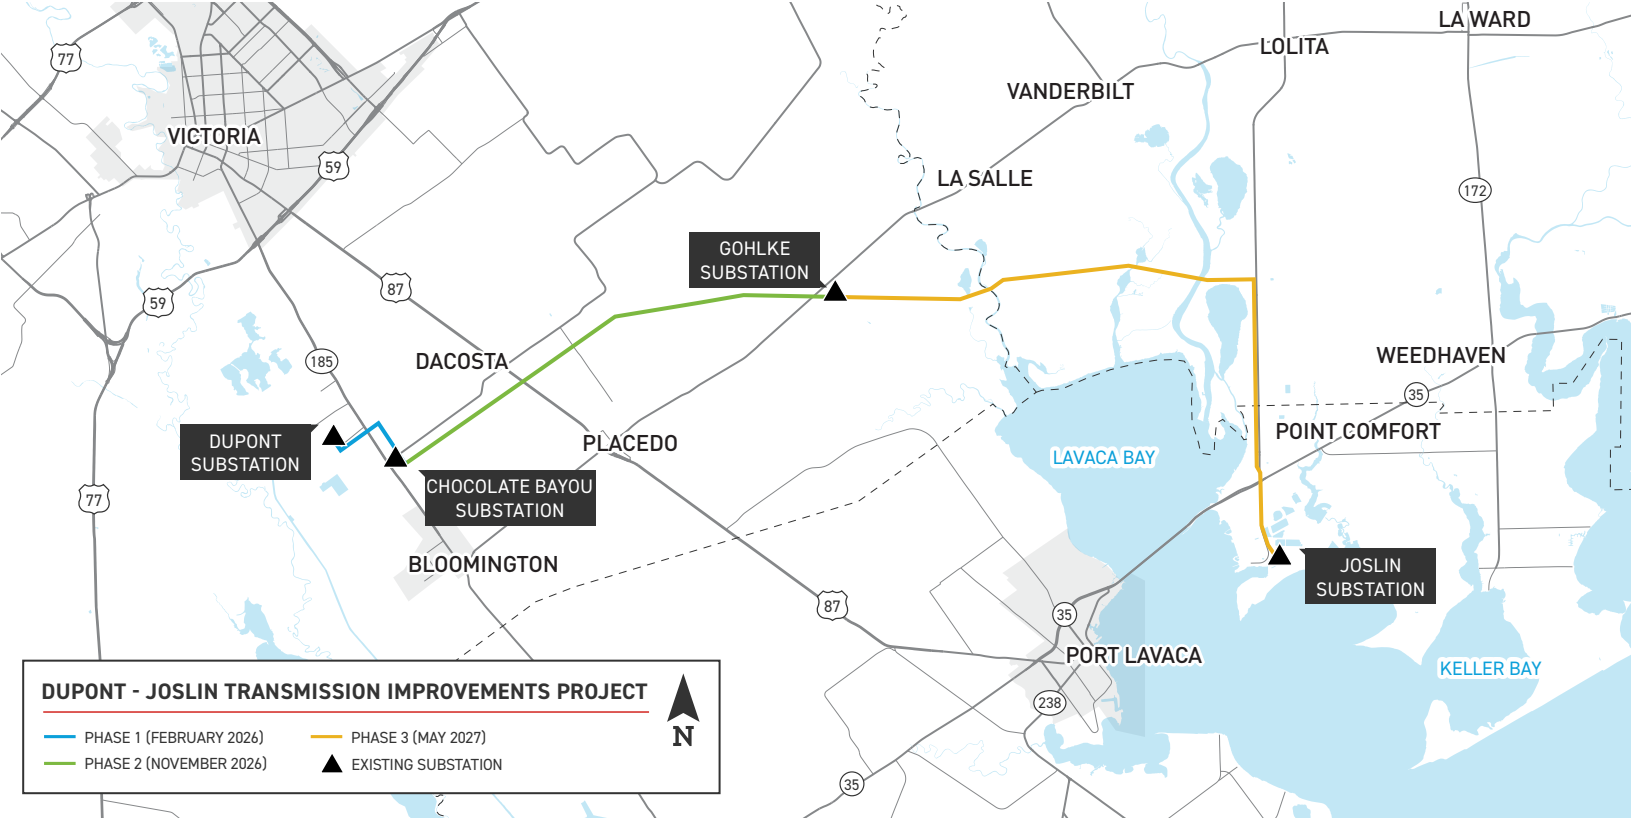 LA WARD
LOLITA
77
VANDERBILT
VICTORIA
59
LA SALLE
172
GOHLKE
SUBSTATION
87
59
185
DACOSTA
WEEDHAVEN
35
DUPONT
SUBSTATION
PLACEDO
POINT COMFORT
LAVACA BAY
77
CHOCOLATE BAYOU
SUBSTATION
BLOOMINGTON
JOSLIN
SUBSTATION
87
35
PORT LAVACA
KELLER BAY
238
35
DUPONT - JOSLIN TRANSMISSION IMPROVEMENTS PROJECT
PHASE 1 (FEBRUARY 2026)
PHASE 2 (NOVEMBER 2026)
PHASE 3 (MAY 2027)
EXISTING SUBSTATION
N